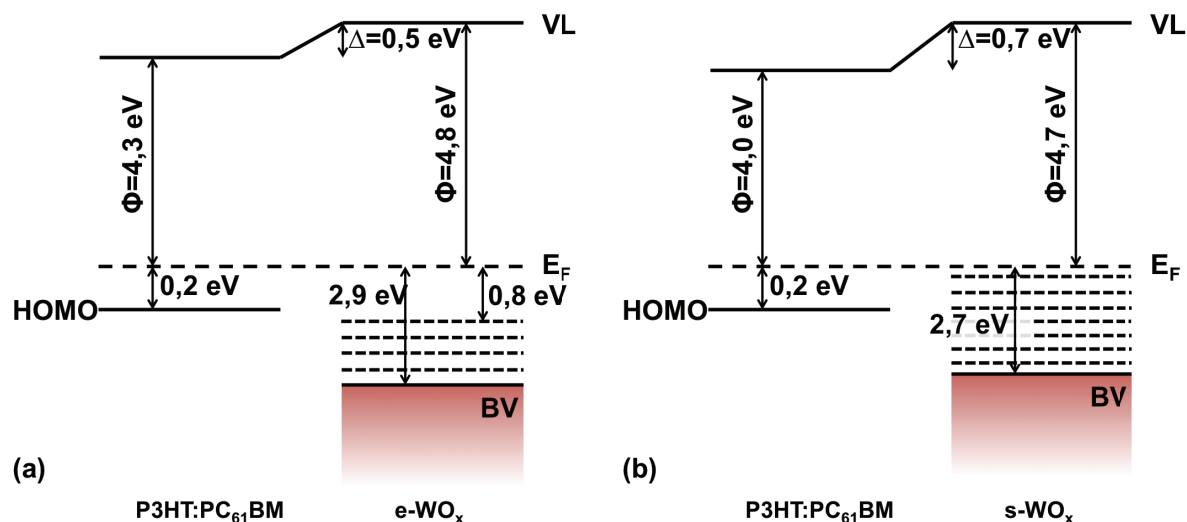 VL
Δ=0,5 eV
Φ=4,3 eV
Φ=4,8 eV
E_F
0,2 eV
2,9 eV
0,8 eV
HOMO
BV
(a)
P3HT:PC₆₁BM
e-WOₓ
VL
Δ=0,7 eV
Φ=4,0 eV
Φ=4,7 eV
E_F
0,2 eV
HOMO
2,7 eV
BV
(b)
P3HT:PC₆₁BM
s-WOₓ